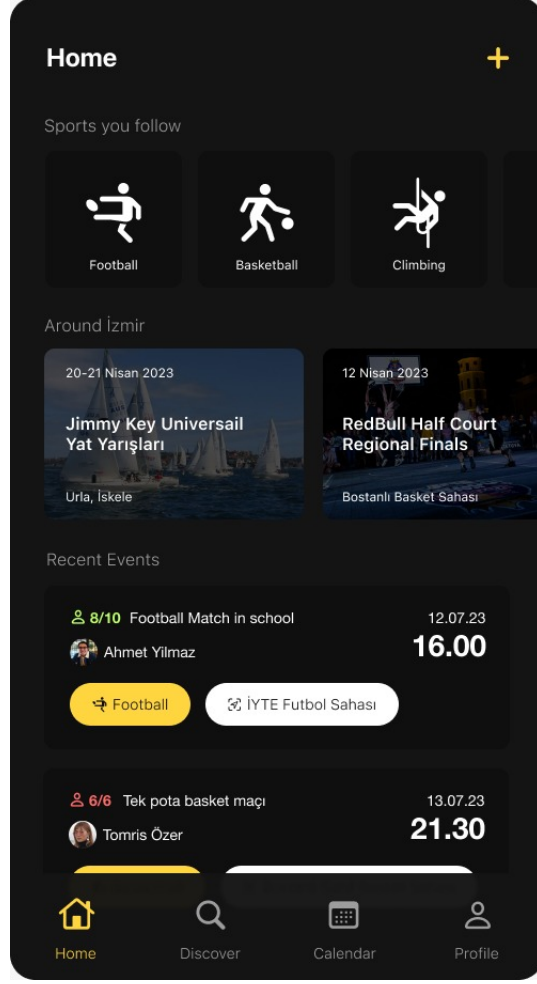 Home
Sports you follow
Football
Basketball
Climbing
Around İzmir
20-21 Nisan 2023
Jimmy Key Universail
Yat Yarışları
Urla, İskele
12 Nisan 2023
RedBull Half Court
Regional Finals
Bostanlı Basket Sahası
Recent Events
8/10 Football Match in school
12.07.23
Ahmet Yilmaz
16.00
Football
İYTE Futbol Sahası
6/6 Tek pota basket maçı
13.07.23
Tomris Özer
21.30
Home
Discover
Calendar
Profile